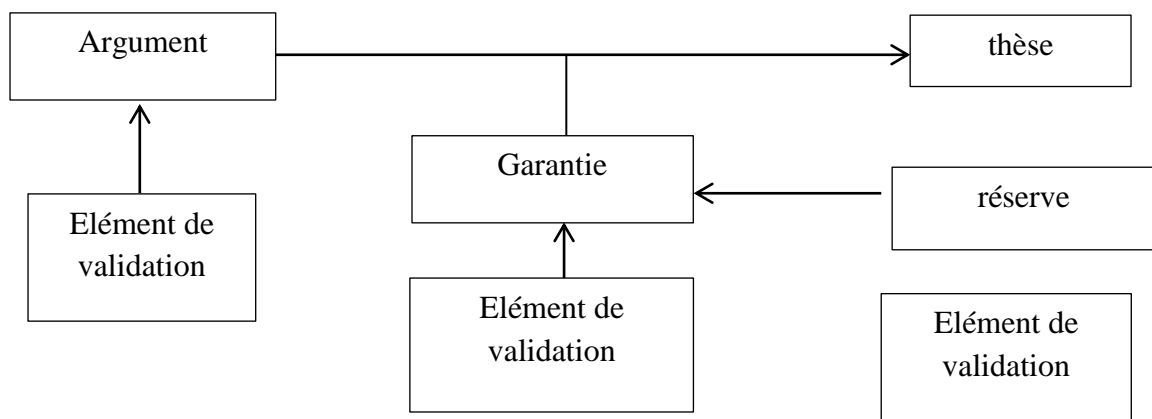 Argument
thèse
Garantie
réserve
Elément de
validation
Elément de
validation
Elément de
validation